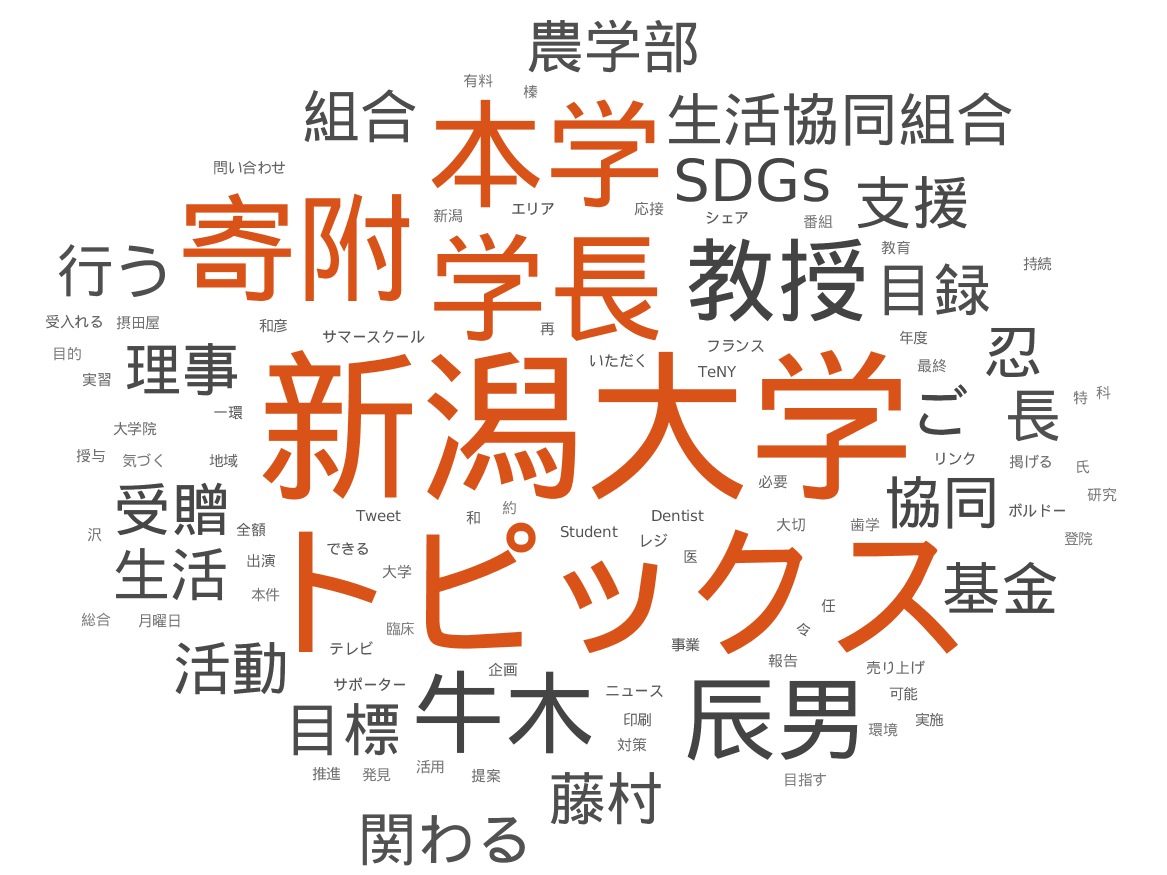 農学部
有料
榛
組合
本学
生活協同組合
問い合わせ
SDGs
支援
寄附
新潟
エリア
応接
シェア
番組
行う
学長
教授
教育
目録
持続
受入れる
摂田屋
和彦
サマースクール
再
フランス
年度
忍
目的
実習
理事
いただく
TeNY
最終
一環
新潟大学
ご
長
特
科
大学院
授与
気づく
地域
リンク
掲げる
氏
必要
研究
受贈
協同
ボルドー
沢
全額
Tweet
和
約
Student
Dentist
大切
歯学
登院
生活
出演
できる
トピックス
大学
レジ
医
基金
本件
総合
月曜日
臨床
任
令
活動
テレビ
事業
報告
売り上げ
サポーター
企画
牛木
ニュース
辰男
可能
目標
印刷
実施
対策
環境
推進
発見
活用
提案
藤村
目指す
関わる